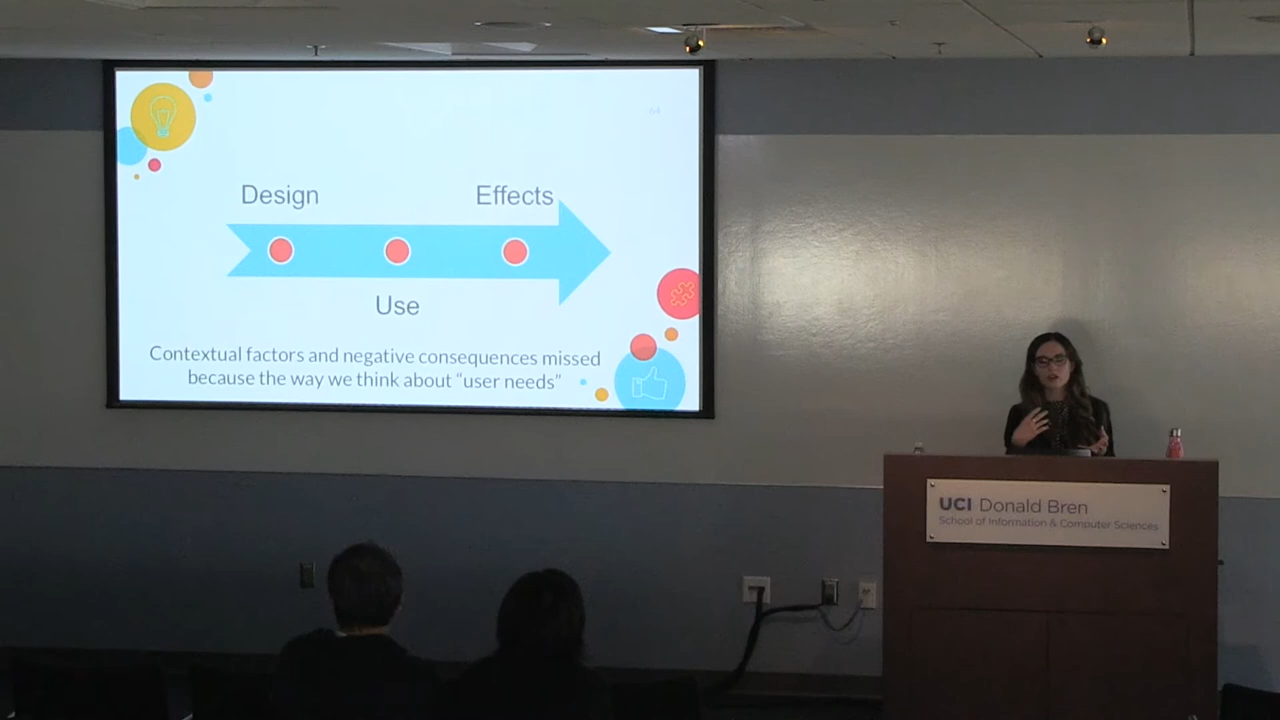 Design
Effects
Use
Contextual factors and negative consequences missed
because the way we think about “user needs”
UCI Donald Bren
School of Information & Computer Sciences